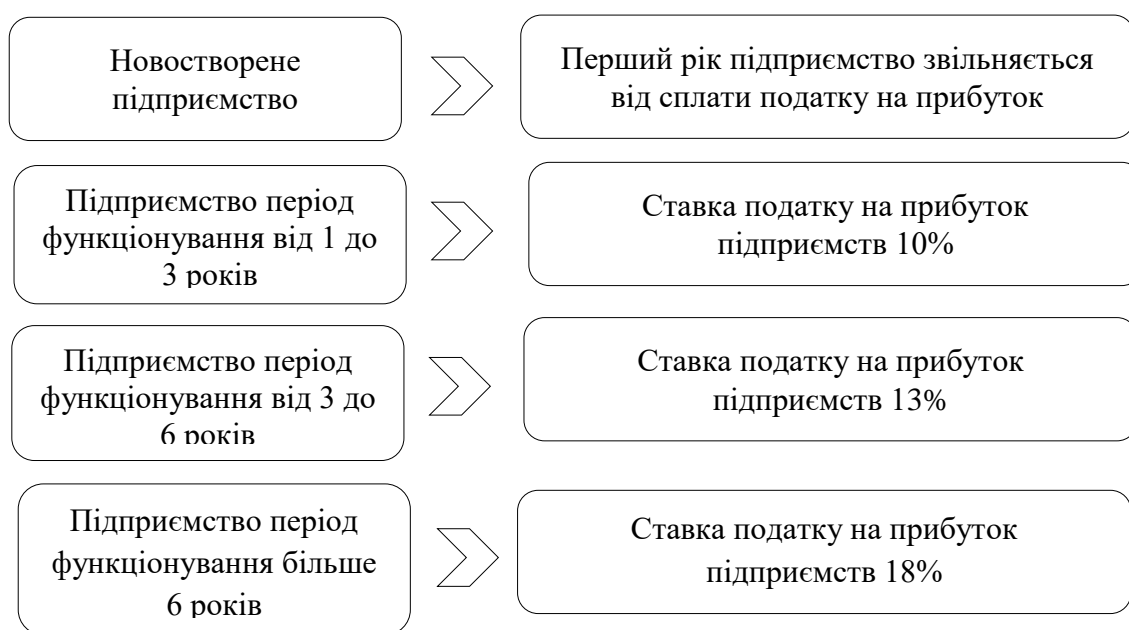 Новостворене
підприємство
Перший рік підприємство звільняється
від сплати податку на прибуток
Підприємство період
функціонування від 1 до
3 років
Ставка податку на прибуток
підприємств 10%
Підприємство період
функціонування від 3 до
6 років
Ставка податку на прибуток
підприємств 13%
Підприємство період
функціонування більше
6 років
Ставка податку на прибуток
підприємств 18%